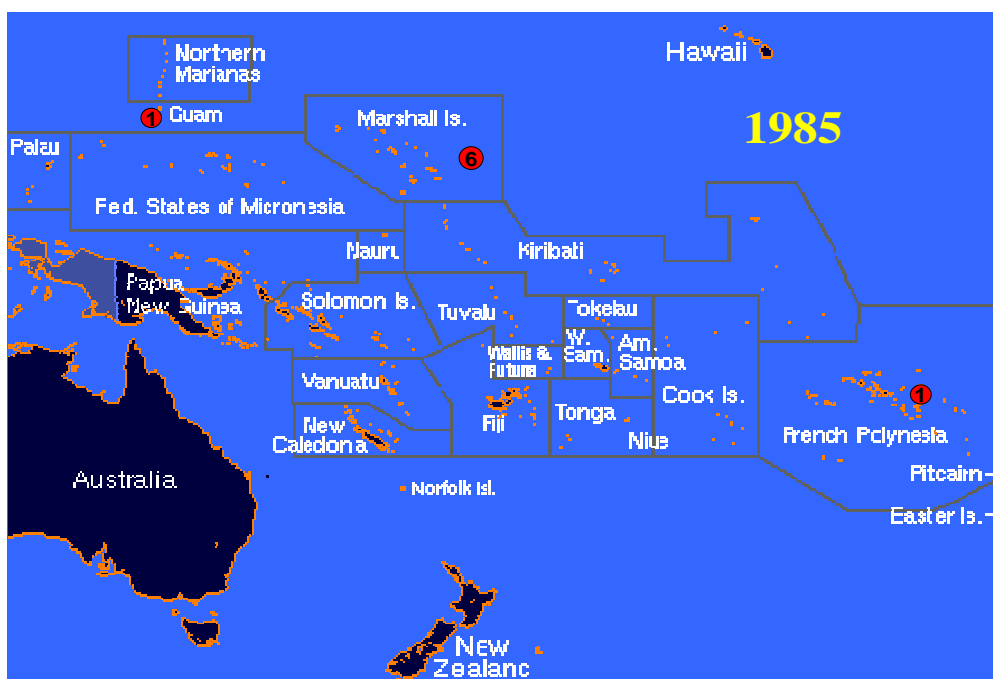 Northern
Marianas
Hawaii
1
Guam
Marshall Is.
1985
Palau
6
Fed. States of Micronesia
Nauru
Kiribati
Papua
New Guinea
Solomon Is.
Tuvalu
Tokelau
W.
Sam.
Am.
Samoa
Wallis &
Futuna
Vanuatu
Cook Is.
1
New
Caledona
Fiji
Tonga
Niue
French Polynesia
Australia
Pitcairn
Norfolk Isl.
Easter Is.
New
Zealand